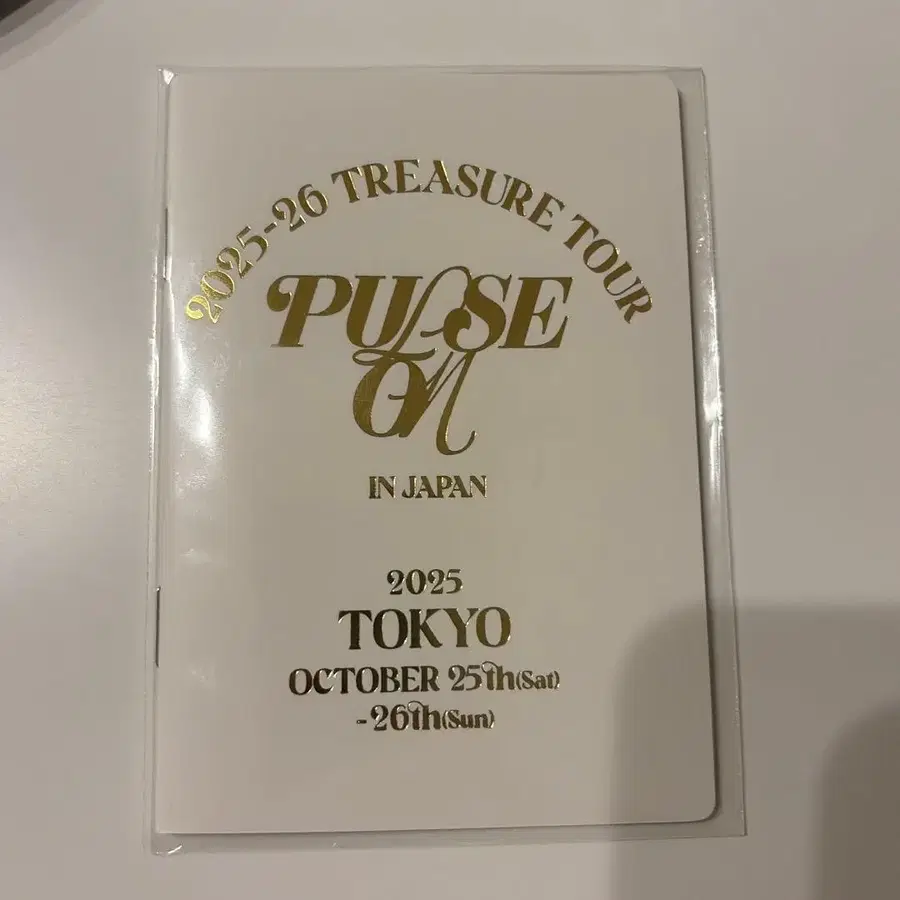 2025-26 TREASURE TOUR
PULSE
ON
IN JAPAN
2025
TOKYO
OCTOBER 25th(Sat)
-26th(Sun)